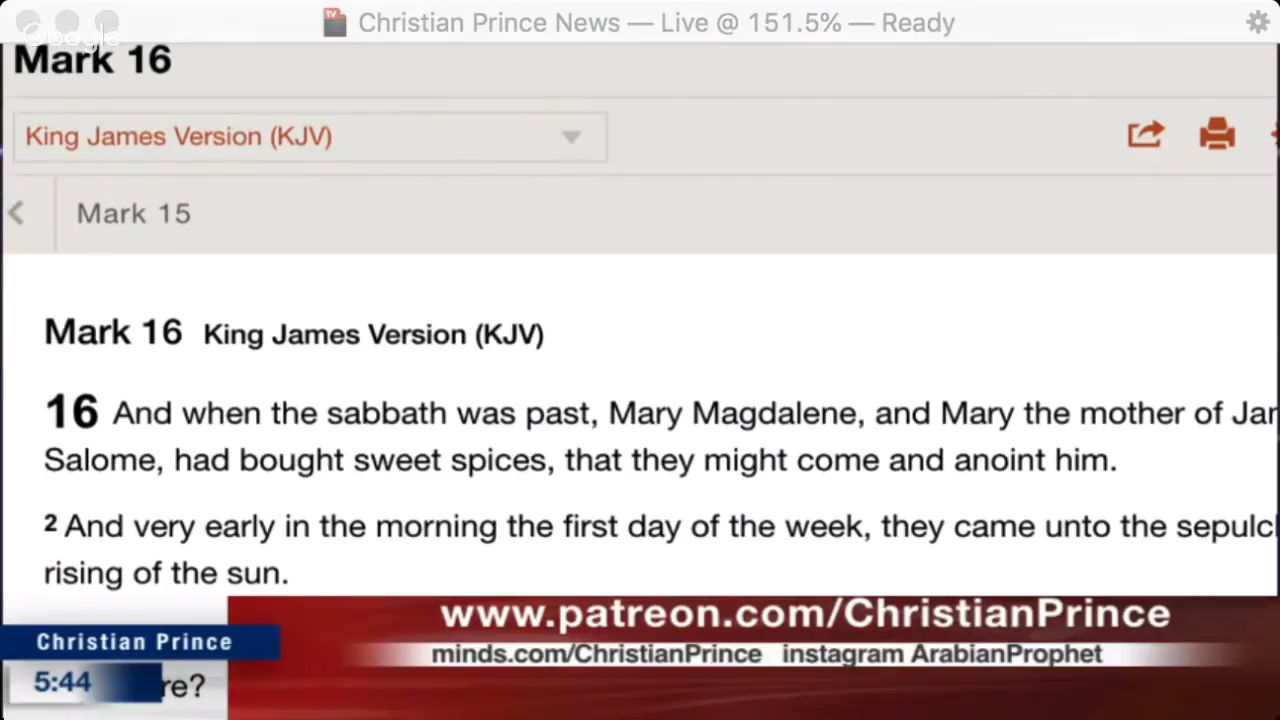 Google
Christian Prince News — Live @ 151.5% — Ready
Mark 16
King James Version (KJV)
Mark 15
Mark 16 King James Version (KJV)
16 And when the sabbath was past, Mary Magdalene, and Mary the mother of
Salome, had bought sweet spices, that they might come and anoint him.
2 And very early in the morning the first day of the week, they came unto the
rising of the sun.
www.patreon.com/ChristianPrince
Christian Prince
minds.com/ChristianPrince instagram ArabianProphet
5:44
re?